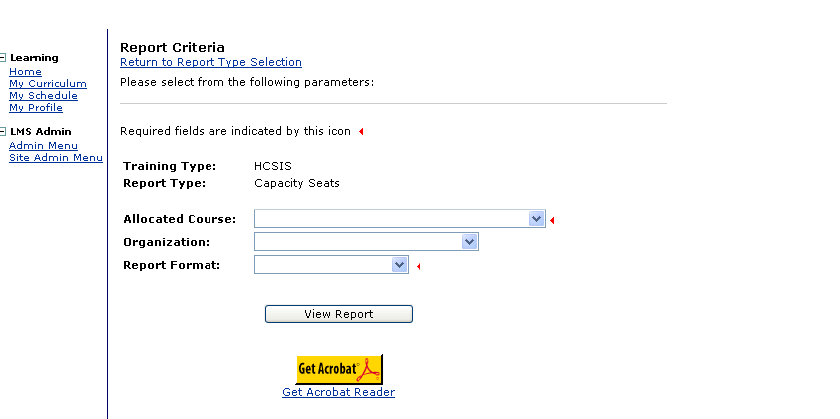 Learning
Home
My Curriculum
My Schedule
My Profile
LMS Admin
Admin Menu
Site Admin Menu
Report Criteria
Return to Report Type Selection
Please select from the following parameters:
Required fields are indicated by this icon
Training Type: HCSIS
Report Type: Capacity Seats
Allocated Course:
Organization:
Report Format:
View Report
Get Acrobat®
Get Acrobat Reader